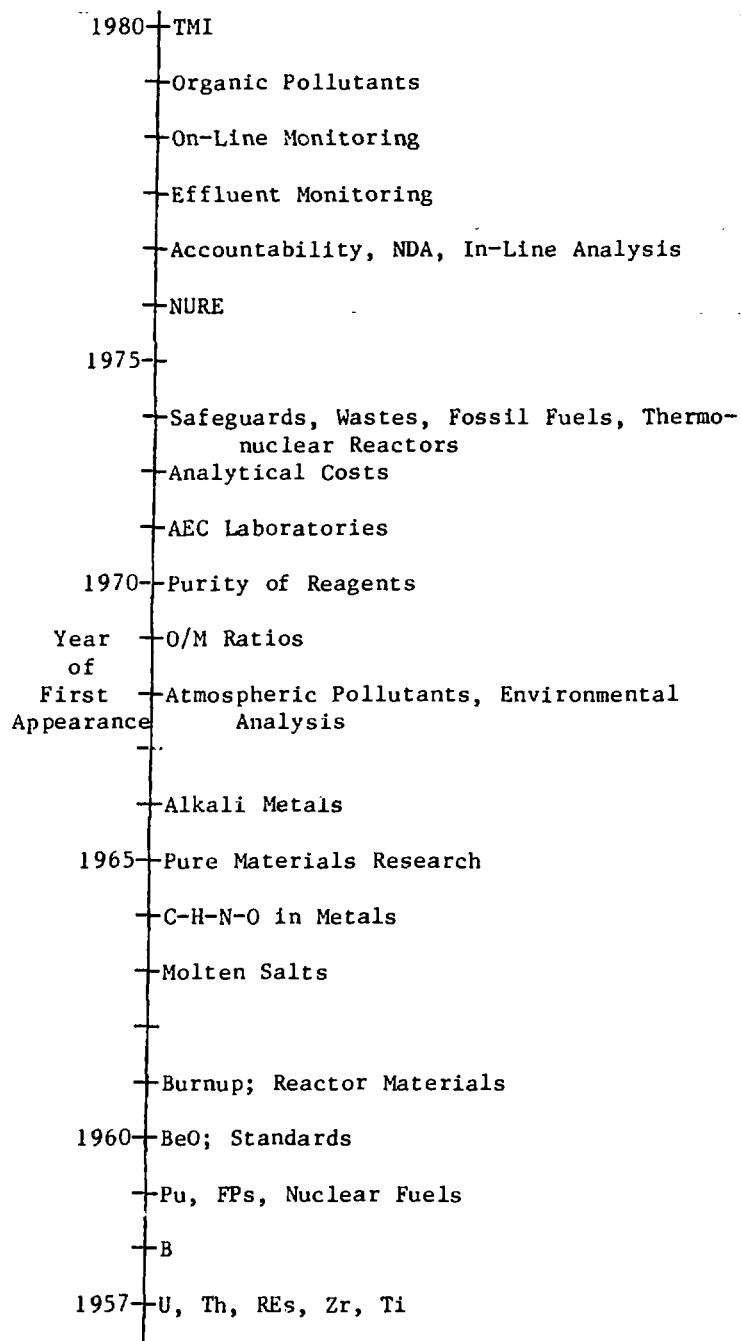 1980 TMI
Organic Pollutants
On-Line Monitoring
Effluent Monitoring
Accountability, NDA, In-Line Analysis
NURE
1975
Safeguards, Wastes, Fossil Fuels, Thermo-
nuclear Reactors
Analytical Costs
AEC Laboratories
1970 Purity of Reagents
Year O/M Ratios
of
First Atmospheric Pollutants, Environmental
Appearance Analysis
Alkali Metals
1965 Pure Materials Research
C-H-N-O in Metals
Molten Salts
Burnup; Reactor Materials
1960 BeO; Standards
Pu, FPs, Nuclear Fuels
B
1957 U, Th, REs, Zr, Ti